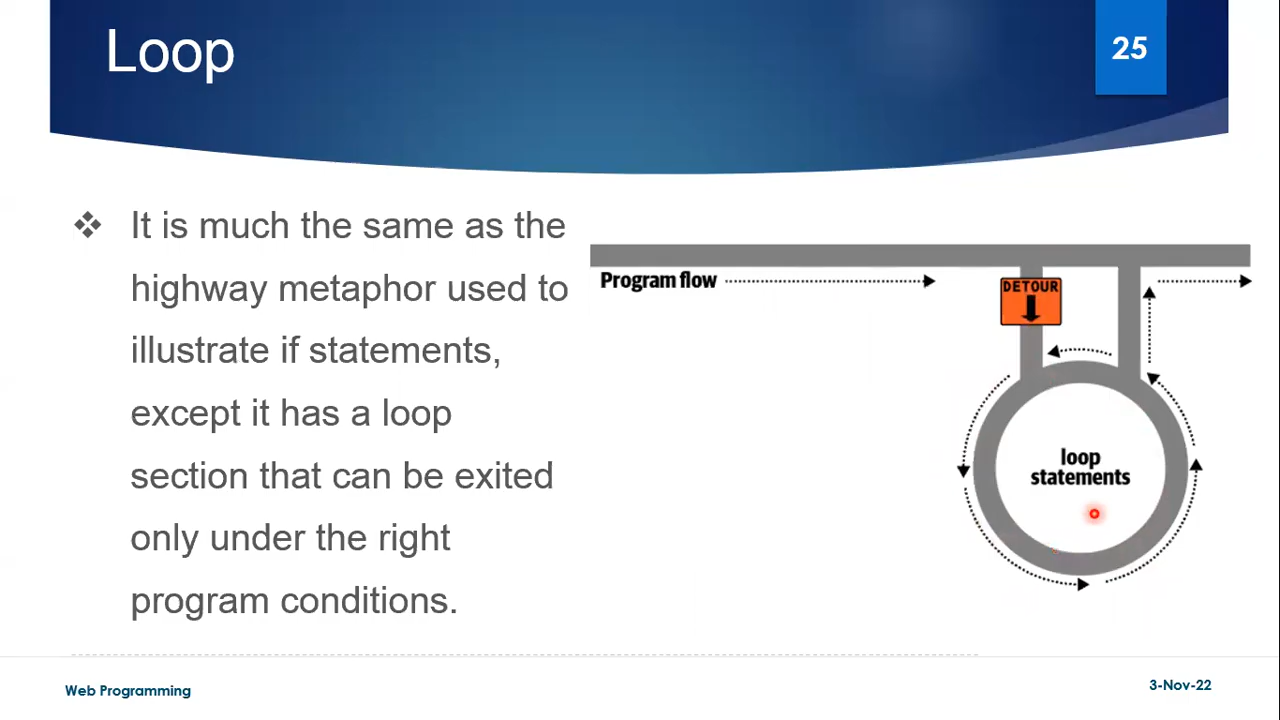 Loop
25
❖ It is much the same as the
highway metaphor used to
illustrate if statements,
except it has a loop
section that can be exited
only under the right
program conditions.
Program flow
DETOUR
loop
statements
Web Programming
3-Nov-22